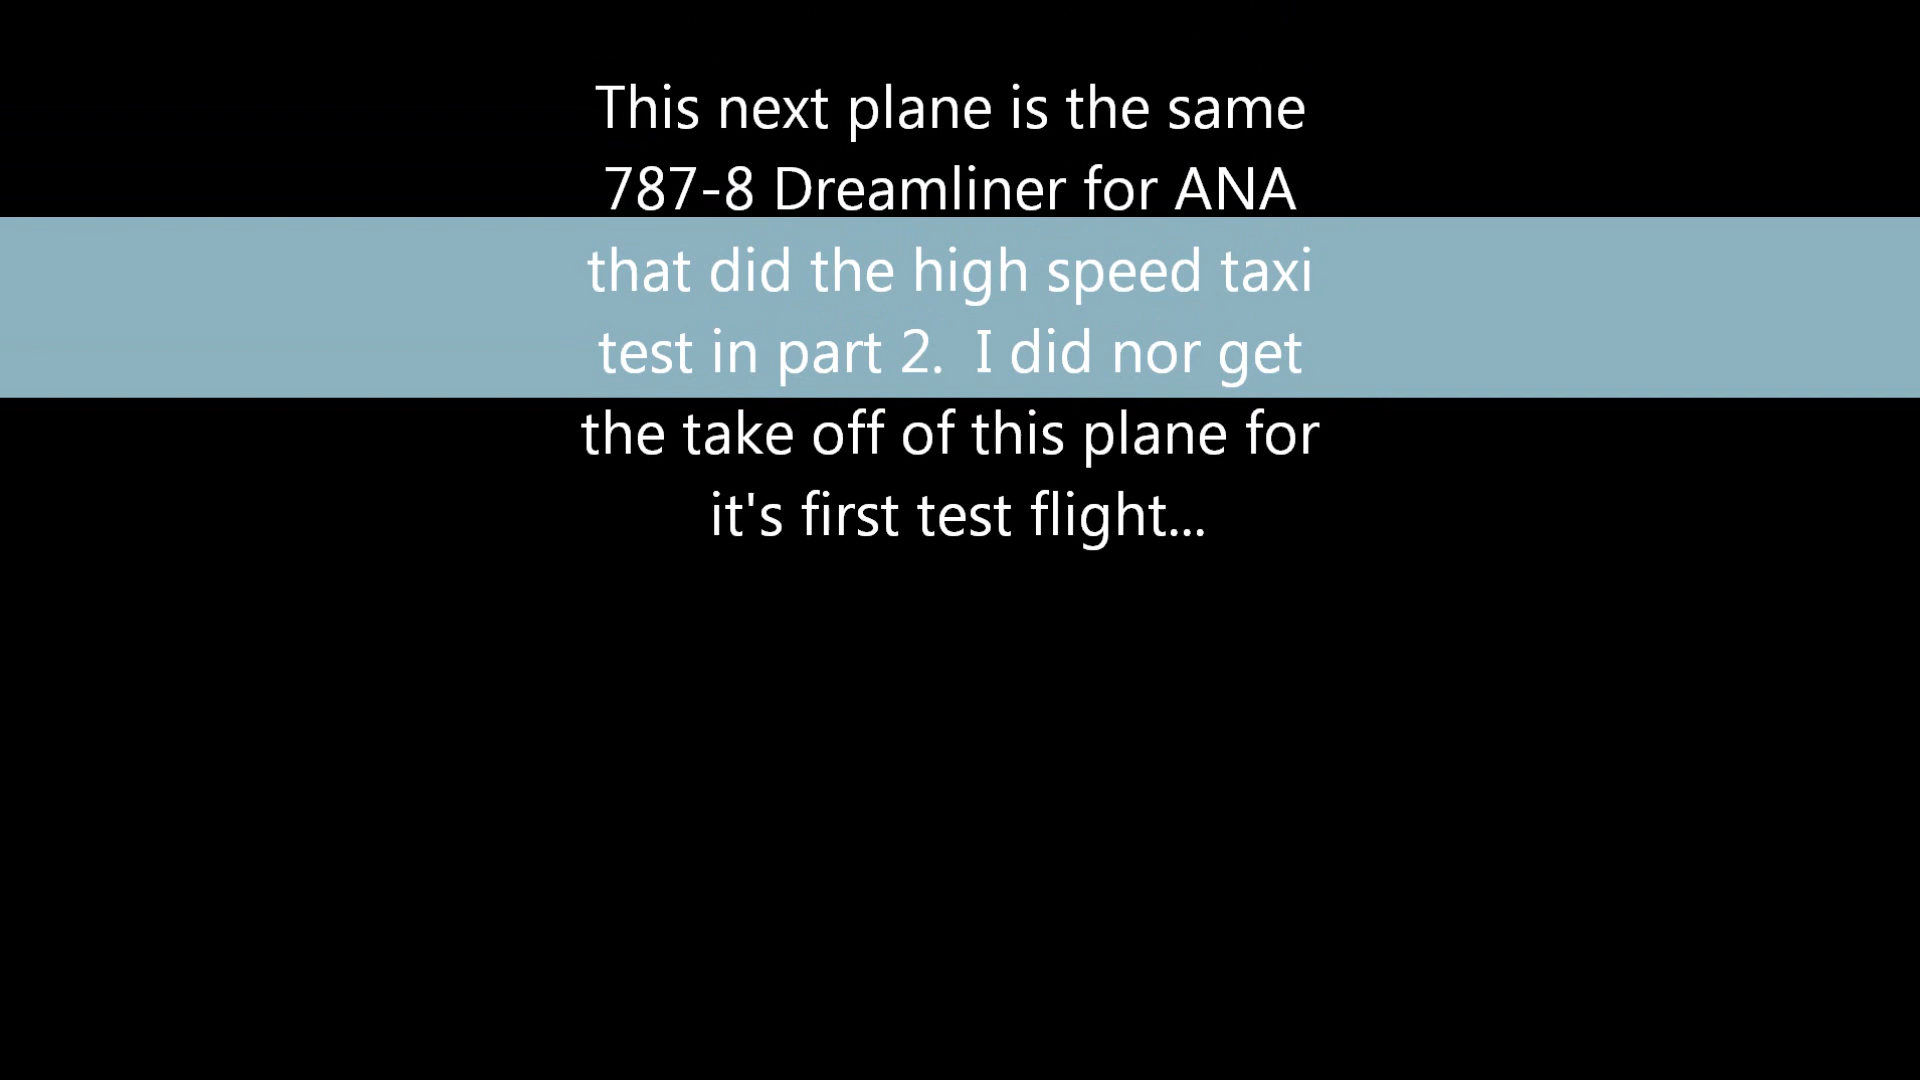 This next plane is the same
787-8 Dreamliner for ANA
that did the high speed taxi
test in part 2.  I did nor get
the take off of this plane for
it's first test flight...